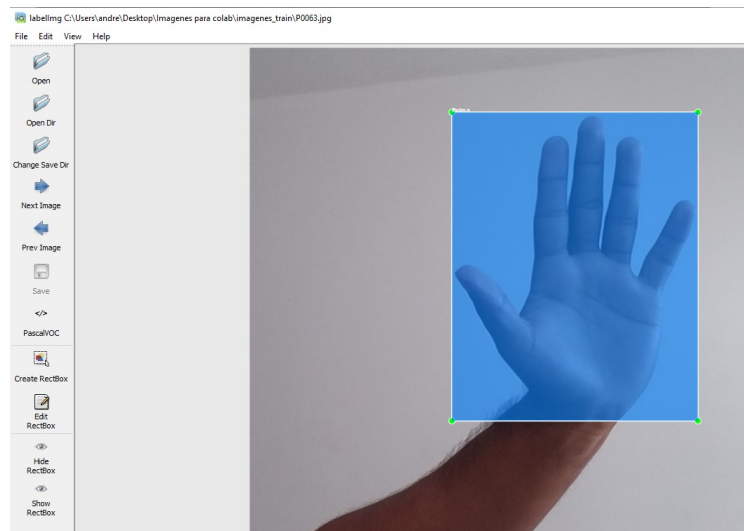 labelImg C:\Users\andre\Desktop\Imagenes para colab\imagenes_train\P0063.jpg
File Edit View Help
Open
Open Dir
Change Save Dir
Next Image
Prev Image
Save
</>
PascalVOC
Create RectBox
Edit
RectBox
Hide
RectBox
Show
RectBox